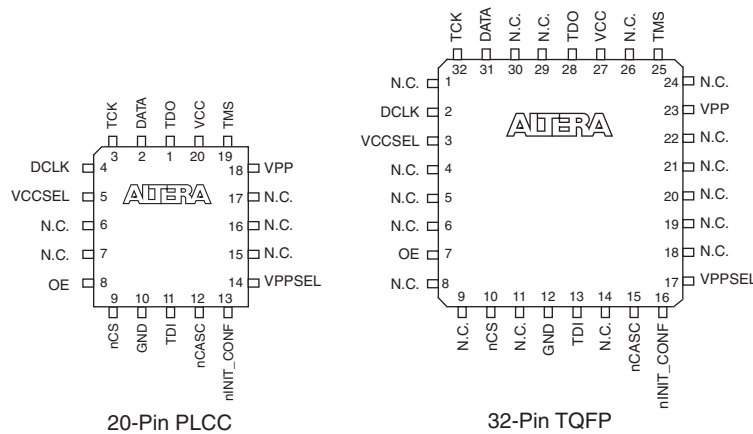 TCK DATA TDO VCC TMS
3 2 1 20 19
DCLK 4 18 VPP
VCCSEL 5 ALTERA 17 N.C.
N.C. 6 16 N.C.
N.C. 7 15 N.C.
OE 8 14 VPPSEL
9 10 11 12 13
nCS GND TDI nCASC nINIT_CONF
20-Pin PLCC
TCK DATA N.C. N.C. TDO VCC N.C. TMS
32 31 30 29 28 27 26 25
N.C. 1 24 N.C.
DCLK 2 23 VPP
VCCSEL 3 ALTERA 22 N.C.
N.C. 4 21 N.C.
N.C. 5 20 N.C.
N.C. 6 19 N.C.
OE 7 18 N.C.
N.C. 8 17 VPPSEL
9 10 11 12 13 14 15 16
N.C. nCS N.C. GND TDI N.C. nCASC nINIT_CONF
32-Pin TQFP